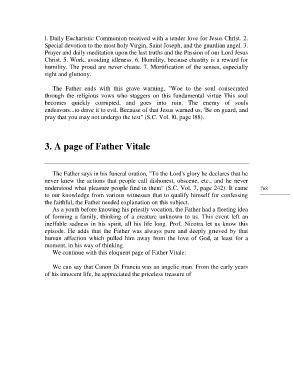 1. Daily Eucharistic Communion received with a tender love for Jesus Christ. 2.
Special devotion to the most holy Virgin, Saint Joseph, and the guardian angel. 3.
Prayer and daily meditation upon the last truths and the Passion of our Lord Jesus
Christ. 5. Work, avoiding idleness. 6. Humility, because chastity is a reward for
humility. The proud are never chaste. 7. Mortification of the senses, especially
sight and gluttony.
The Father ends with this grave warning, "Woe to the soul consecrated
through the religious vows who staggers on this fundamental virtue This soul
becomes quickly corrupted, and goes into ruin. The enemy of souls
endeavors...to drive it to evil. Because of that Jesus warned us, 'Be on guard, and
pray that you may not undergo the test" (S.C. Vol. 10, page 188).
3. A page of Father Vitale
The Father says in his funeral oration, "To the Lord's glory he declares that he
never knew the actions that people call dishonest, obscene, etc., and he never
understood what pleasure people find in them" (S.C. Vol. 7, page 242). It came
to our knowledge from various witnesses that to qualify himself for confessing
the faithful, the Father needed explanation on this subject.
As a youth before knowing his priestly vocation, the Father had a fleeting idea
of forming a family, thinking of a creature unknown to us. This event left an
ineffable sadness in his spirit, all his life long. Prof. Nicotra let us know this
episode. He adds that the Father was always pure and deeply grieved by that
human affection which pulled him away from the love of God, at least for a
moment, in his way of thinking.
We continue with this eloquent page of Father Vitale:
We can say that Canon Di Francia was an angelic man. From the early years
of his innocent life, he appreciated the priceless treasure of